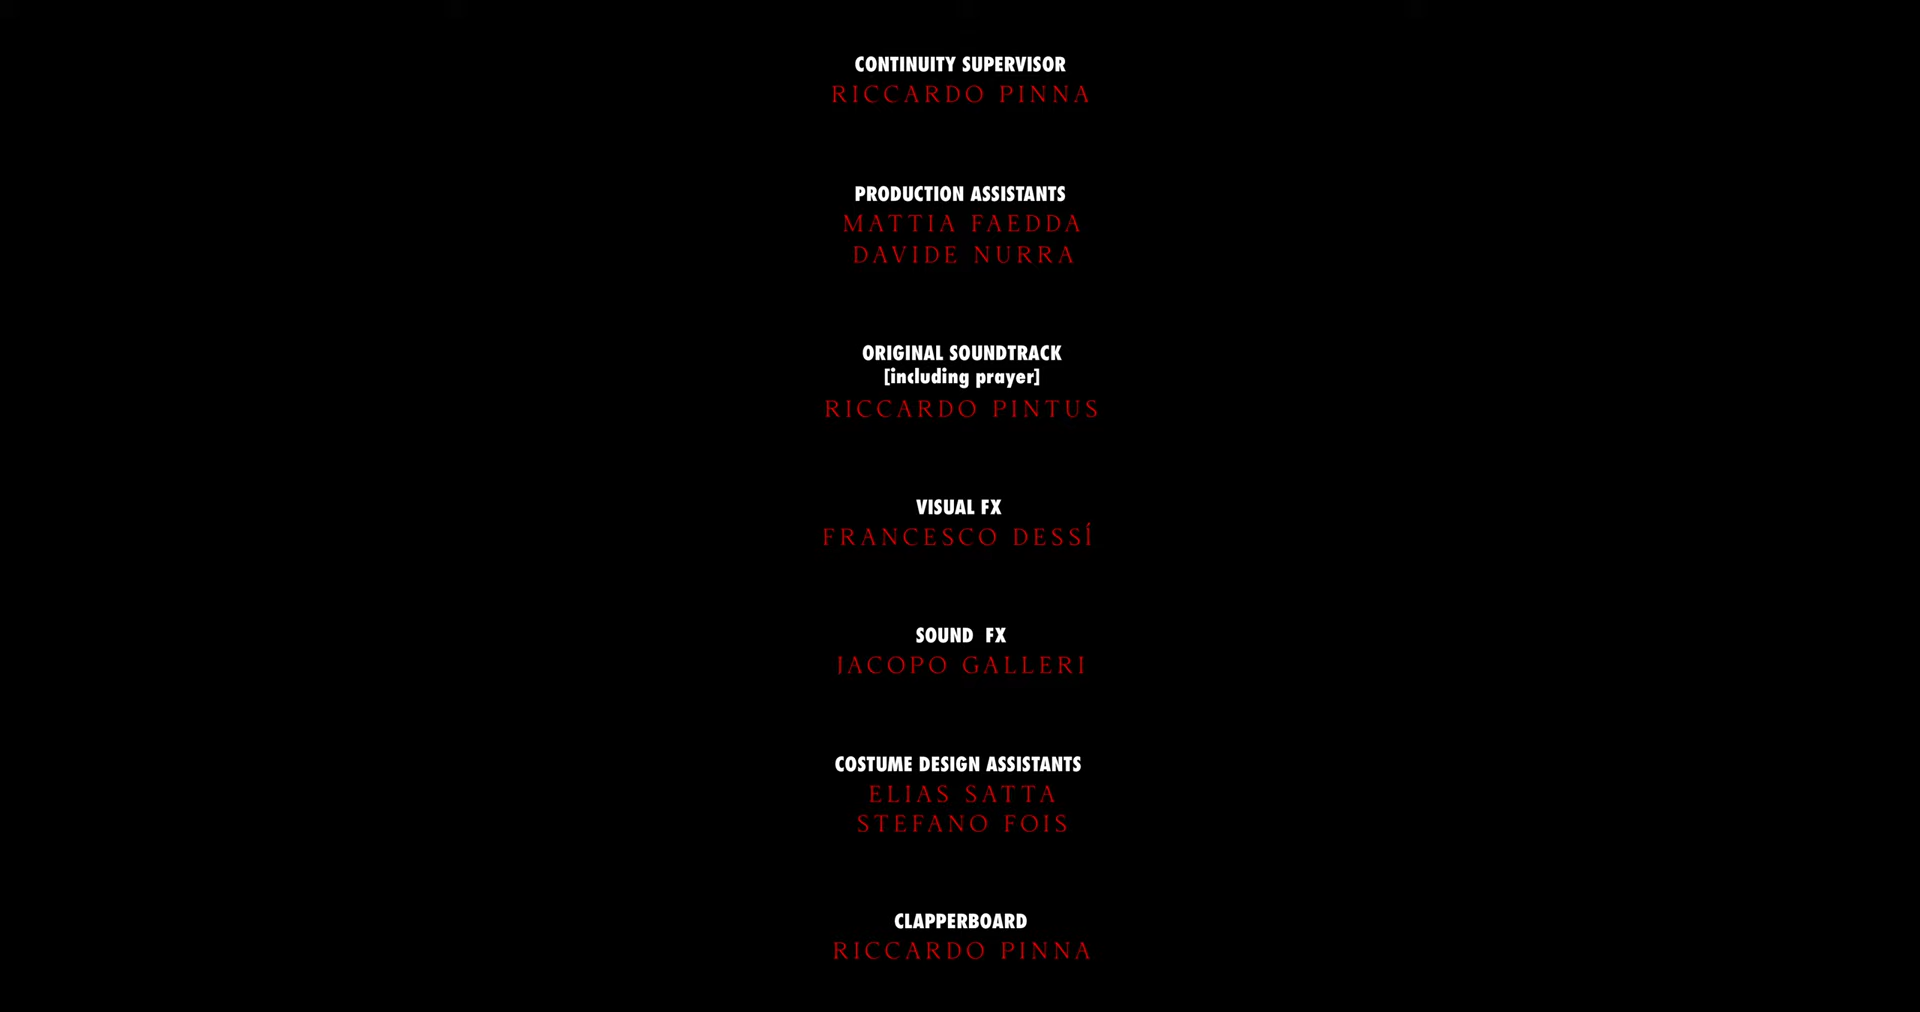 CONTINUITY SUPERVISOR
RICCARDO PINNA
PRODUCTION ASSISTANTS
MATTIA FAEDDA
DAVIDE NURRA
ORIGINAL SOUNDTRACK
[including prayer]
RICCARDO PINTUS
VISUAL FX
FRANCESCO DESSÍ
SOUND  FX
JACOPO GALLERI
COSTUME DESIGN ASSISTANTS
ELIAS SATTA
STEFANO FOIS
CLAPPERBOARD
RICCARDO PINNA